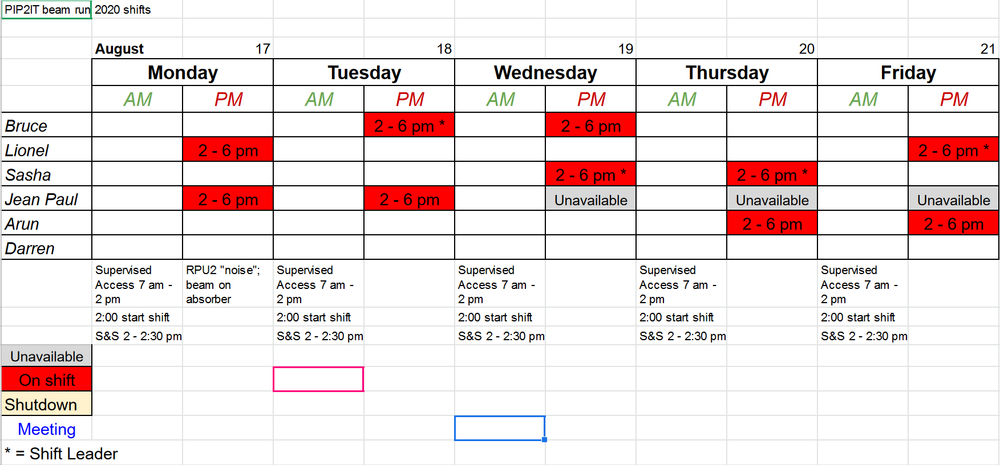 PIP2IT beam run 2020 shifts
August 17 18 19 20 21
Monday Tuesday Wednesday Thursday Friday
AM PM AM PM AM PM AM PM AM PM
Bruce 2 - 6 pm * 2 - 6 pm
Lionel 2 - 6 pm 2 - 6 pm *
Sasha 2 - 6 pm * 2 - 6 pm *
Jean Paul 2 - 6 pm 2 - 6 pm Unavailable Unavailable Unavailable
Arun 2 - 6 pm 2 - 6 pm
Darren
Supervised RPU2 "noise"; Supervised Supervised Supervised Supervised
Access 7 am - beam on Access 7 am - Access 7 am - Access 7 am - Access 7 am -
2 pm absorber 2 pm 2 pm 2 pm 2 pm
2:00 start shift 2:00 start shift 2:00 start shift 2:00 start shift 2:00 start shift
S&S 2 - 2:30 pm S&S 2 - 2:30 pm S&S 2 - 2:30 pm S&S 2 - 2:30 pm S&S 2 - 2:30 pm
Unavailable
On shift
Shutdown
Meeting
* = Shift Leader